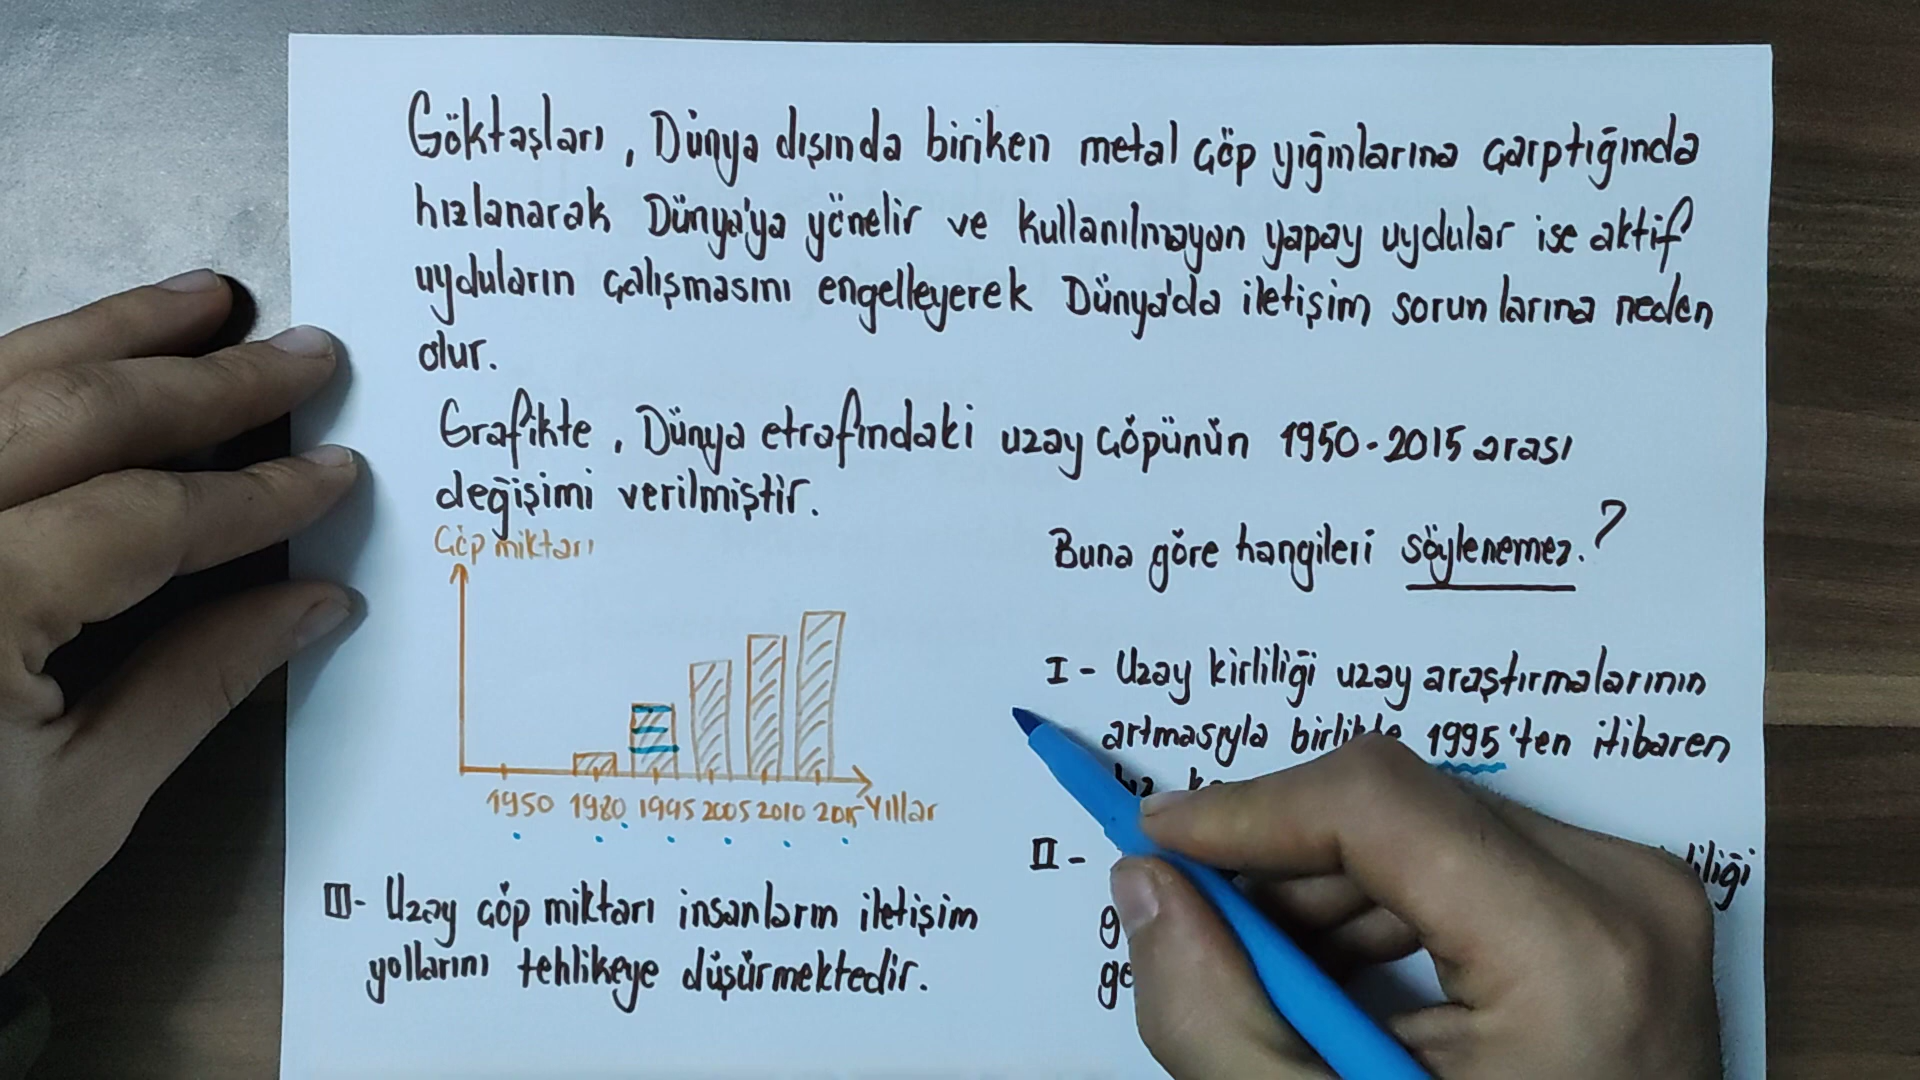 Göktaşları, Dünya dışında biriken metal çöp yığınlarına çarptığında
hızlanarak Dünya'ya yönelir ve kullanılmayan yapay uydular ise aktif
uyduların çalışmasını engelleyerek Dünya'da iletişim sorunlarına neden
olur.
Grafikte, Dünya etrafındaki uzay çöpünün 1950-2015 arası
değişimi verilmiştir.
Çöp miktarı
1950 1980 1995 2005 2010 2015 Yıllar
III- Uzay çöp miktarı insanların iletişim
yollarını tehlikeye düşürmektedir.
Buna göre hangileri söylenemez.?
I- Uzay kirliliği uzay araştırmalarının
artmasıyla birlikte 1995'ten itibaren
II-